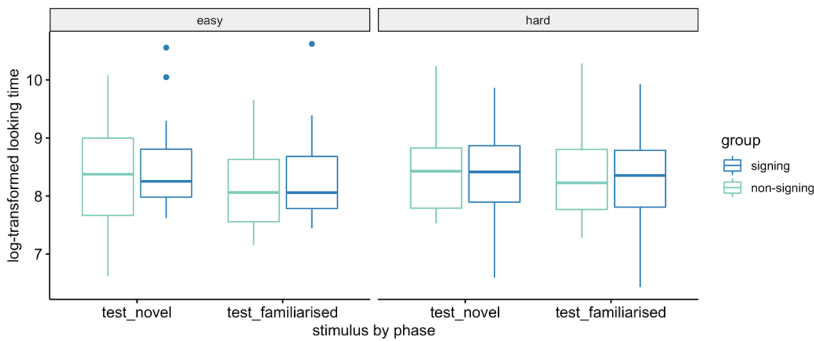 easy
hard
log-transformed looking time
10
9
8
7
test_novel
test_familiarised
test_novel
test_familiarised
stimulus by phase
group
signing
non-signing